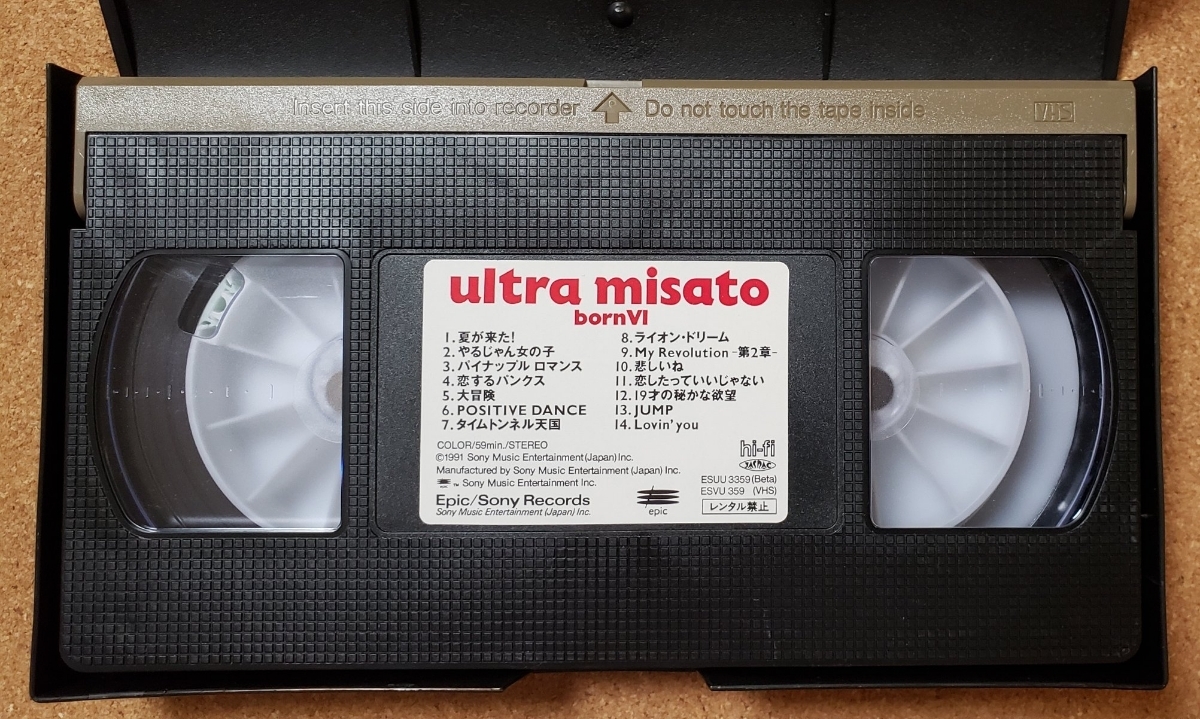 Insert this side into recorder Do not touch the tape inside VHS
ultra misato
bornVI
1. 夏が来た!
2. やるじゃん女の子
3. パイナップル ロマンス
4. 恋するパンクス
5. 大冒険
6. POSITIVE DANCE
7. タイムトンネル天国
8. ライオン・ドリーム
9. My Revolution -第2章-
10. 悲しいね
11. 恋したっていいじゃない
12. 19才の秘かな欲望
13. JUMP
14. Lovin' you
COLOR/59min./STEREO
©1991 Sony Music Entertainment (Japan) Inc.
Manufactured by Sony Music Entertainment (Japan) Inc.
epic ™ Sony Music Entertainment Inc.
Epic/Sony Records
Sony Music Entertainment (Japan) Inc.
epic
hi-fi
JASRAC
ESUU 3359 (Beta)
ESVU 359 (VHS)
レンタル禁止